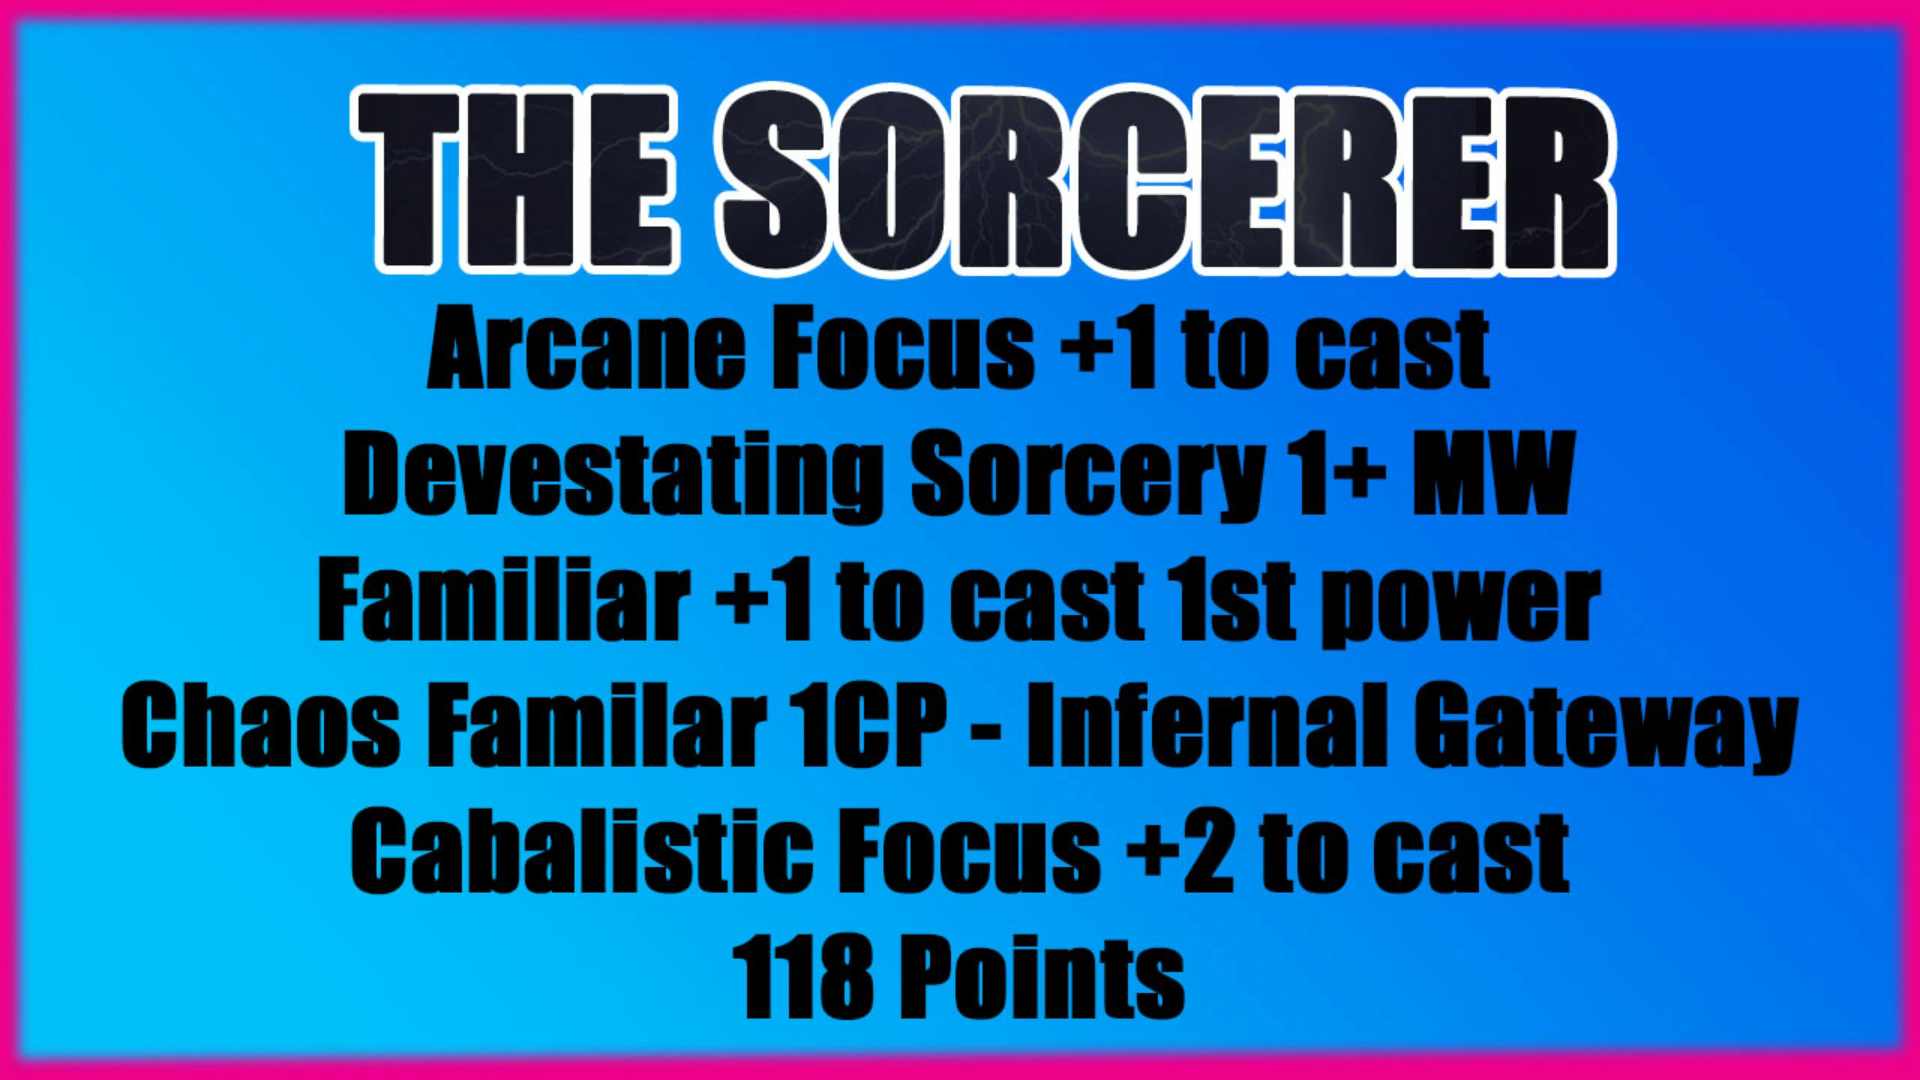 THE SORCERER
Arcane Focus +1 to cast
Devestating Sorcery 1+ MW
Familiar +1 to cast 1st power
Chaos Familar 1CP - Infernal Gateway
Cabalistic Focus +2 to cast
118 Points